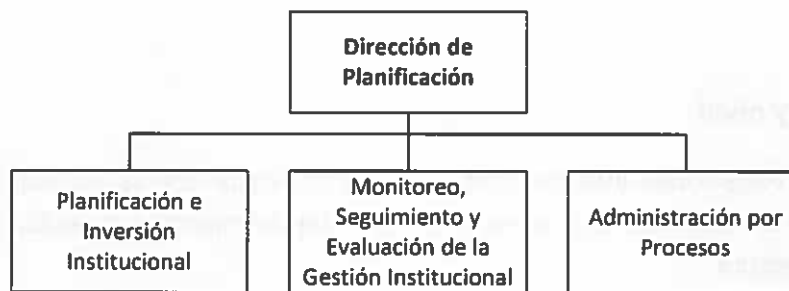 Dirección de
Planificación
Planificación e
Inversión
Institucional
Monitoreo,
Seguimiento y
Evaluación de la
Gestión Institucional
Administración por
Procesos